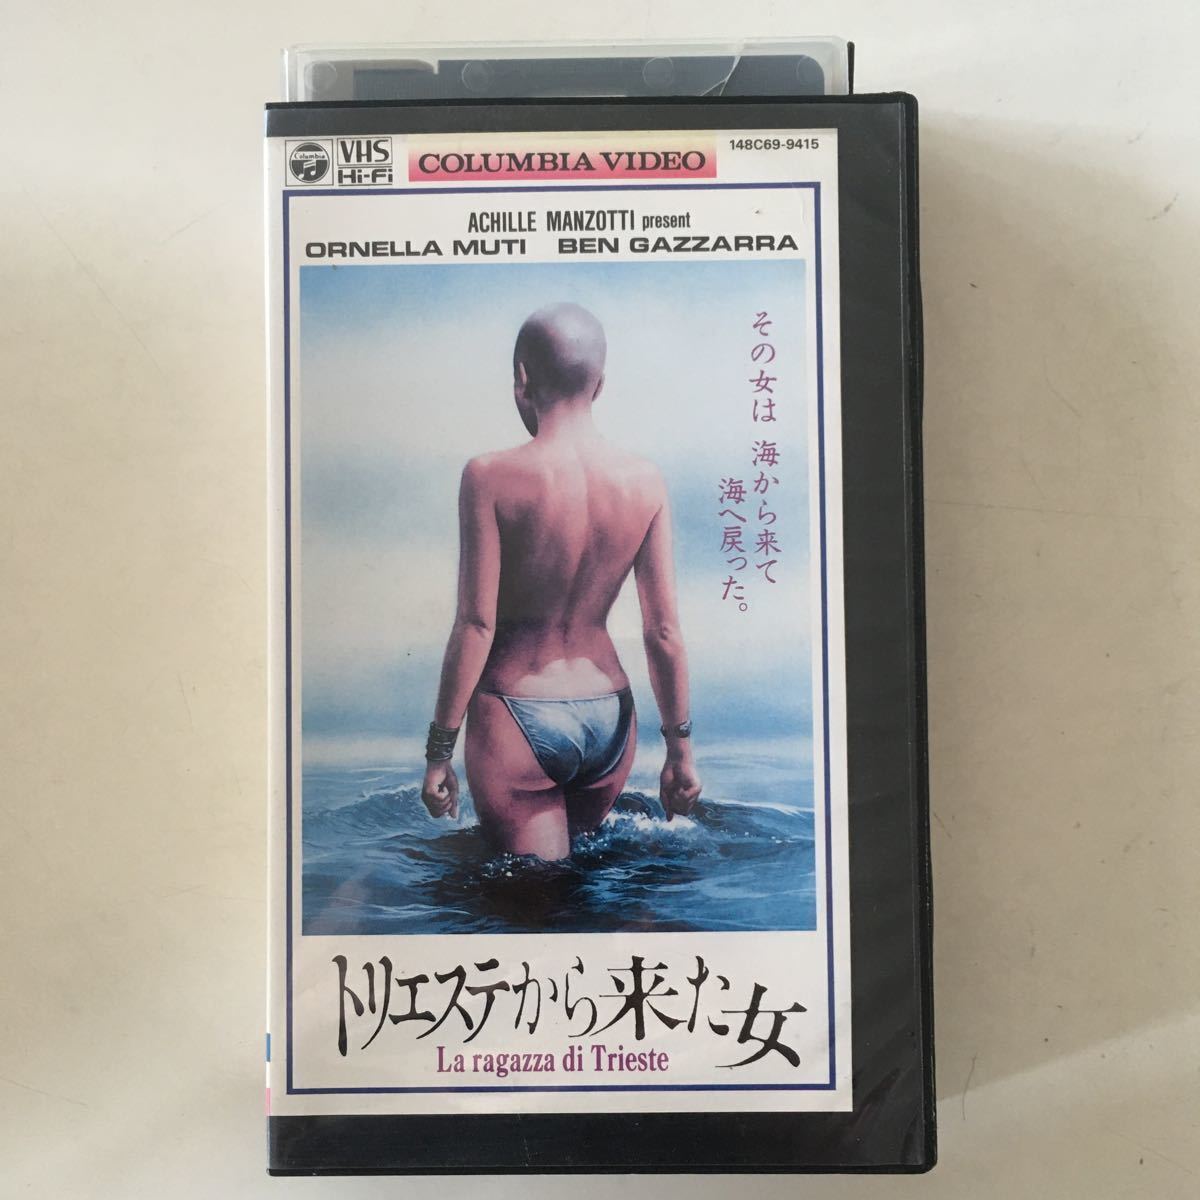 Columbia
VHS
Hi-Fi
COLUMBIA VIDEO
148C69-9415
ACHILLE MANZOTTI present
ORNELLA MUTI BEN GAZZARRA
その女は 海から来て
海へ戻った。
トリエステから来た女
La ragazza di Trieste